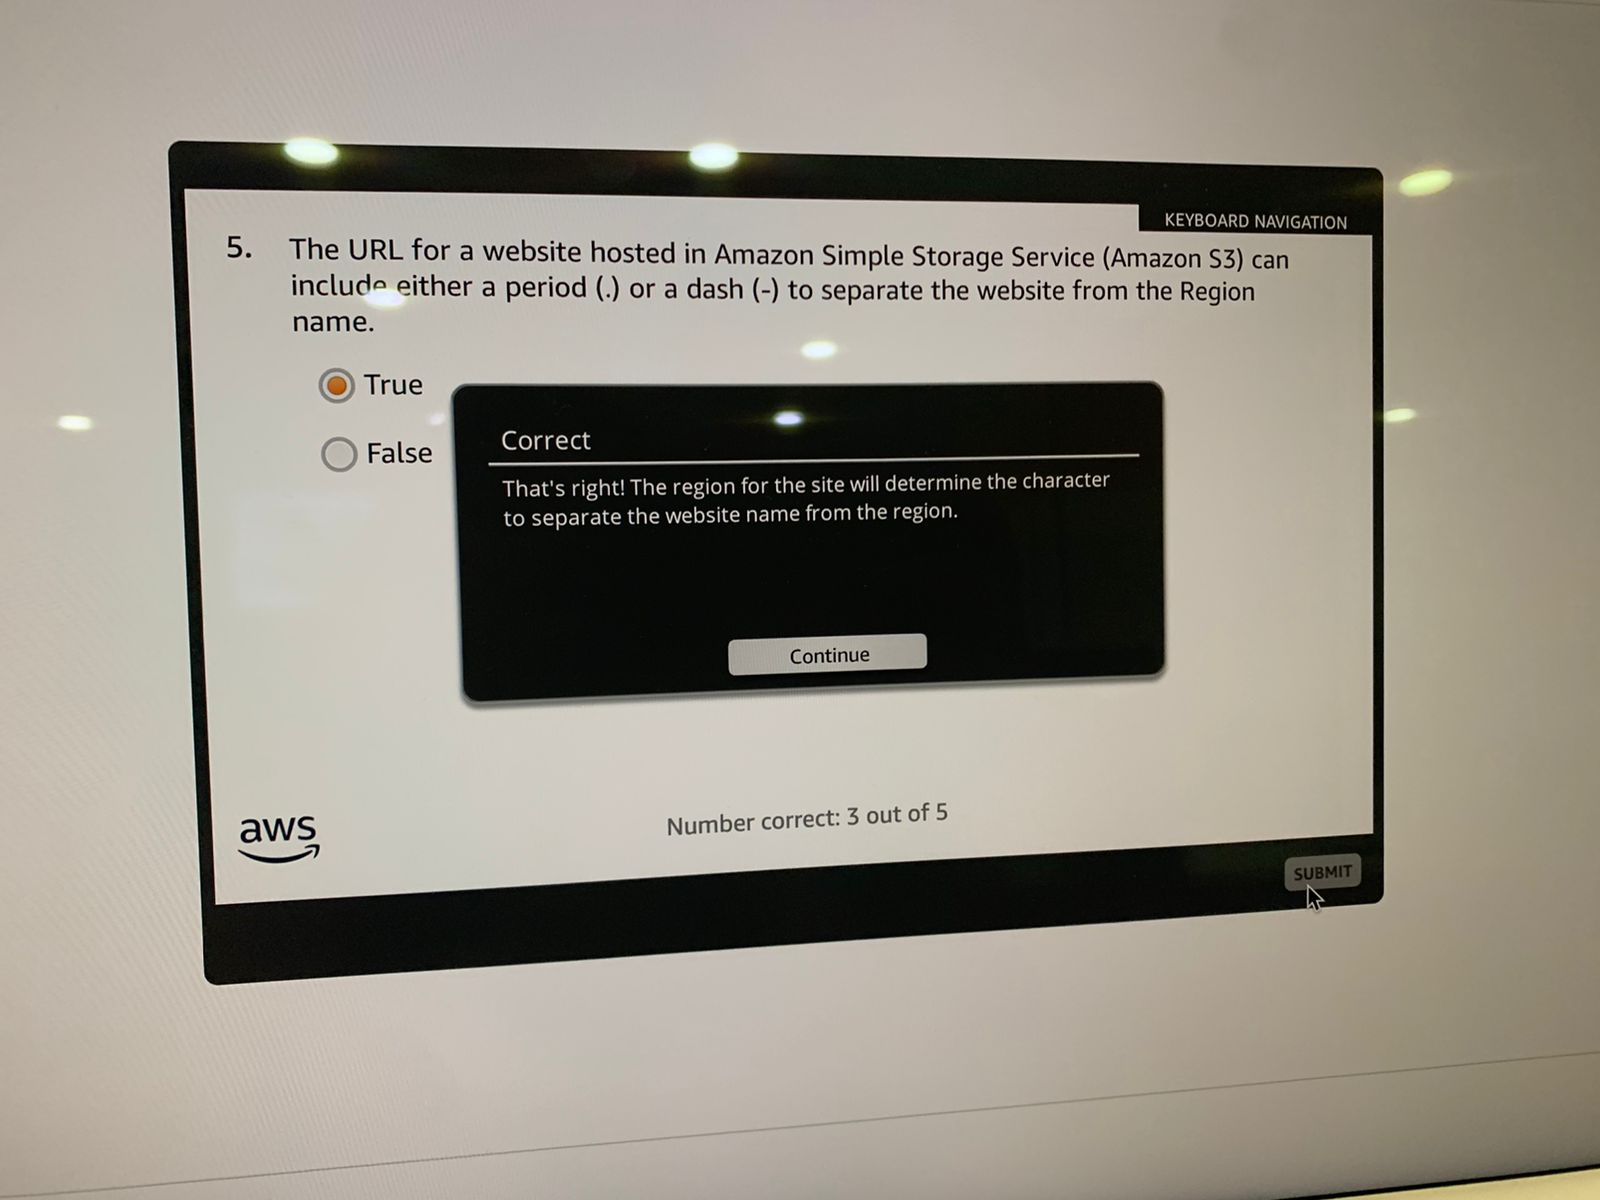 KEYBOARD NAVIGATION
5. The URL for a website hosted in Amazon Simple Storage Service (Amazon S3) can
include either a period (.) or a dash (-) to separate the website from the Region
name.
True
False
Correct
That's right! The region for the site will determine the character
to separate the website name from the region.
Continue
Number correct: 3 out of 5
aws
SUBMIT